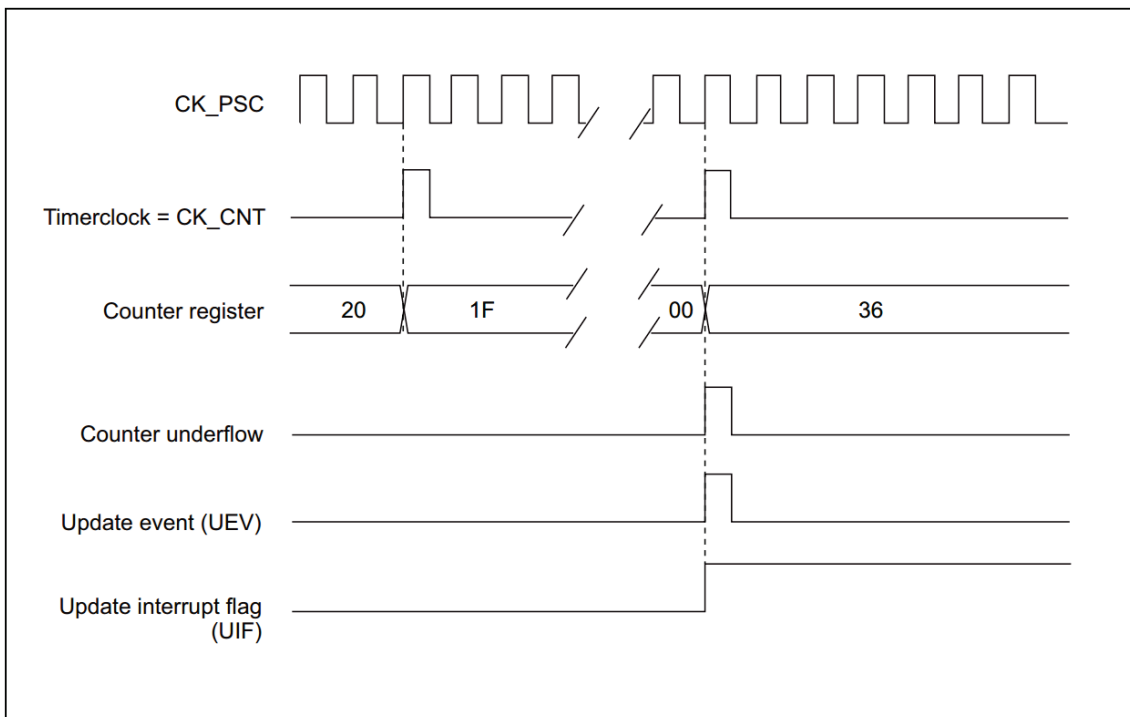 CK_PSC
Timerclock = CK_CNT
Counter register
20
1F
00
36
Counter underflow
Update event (UEV)
Update interrupt flag
(UIF)